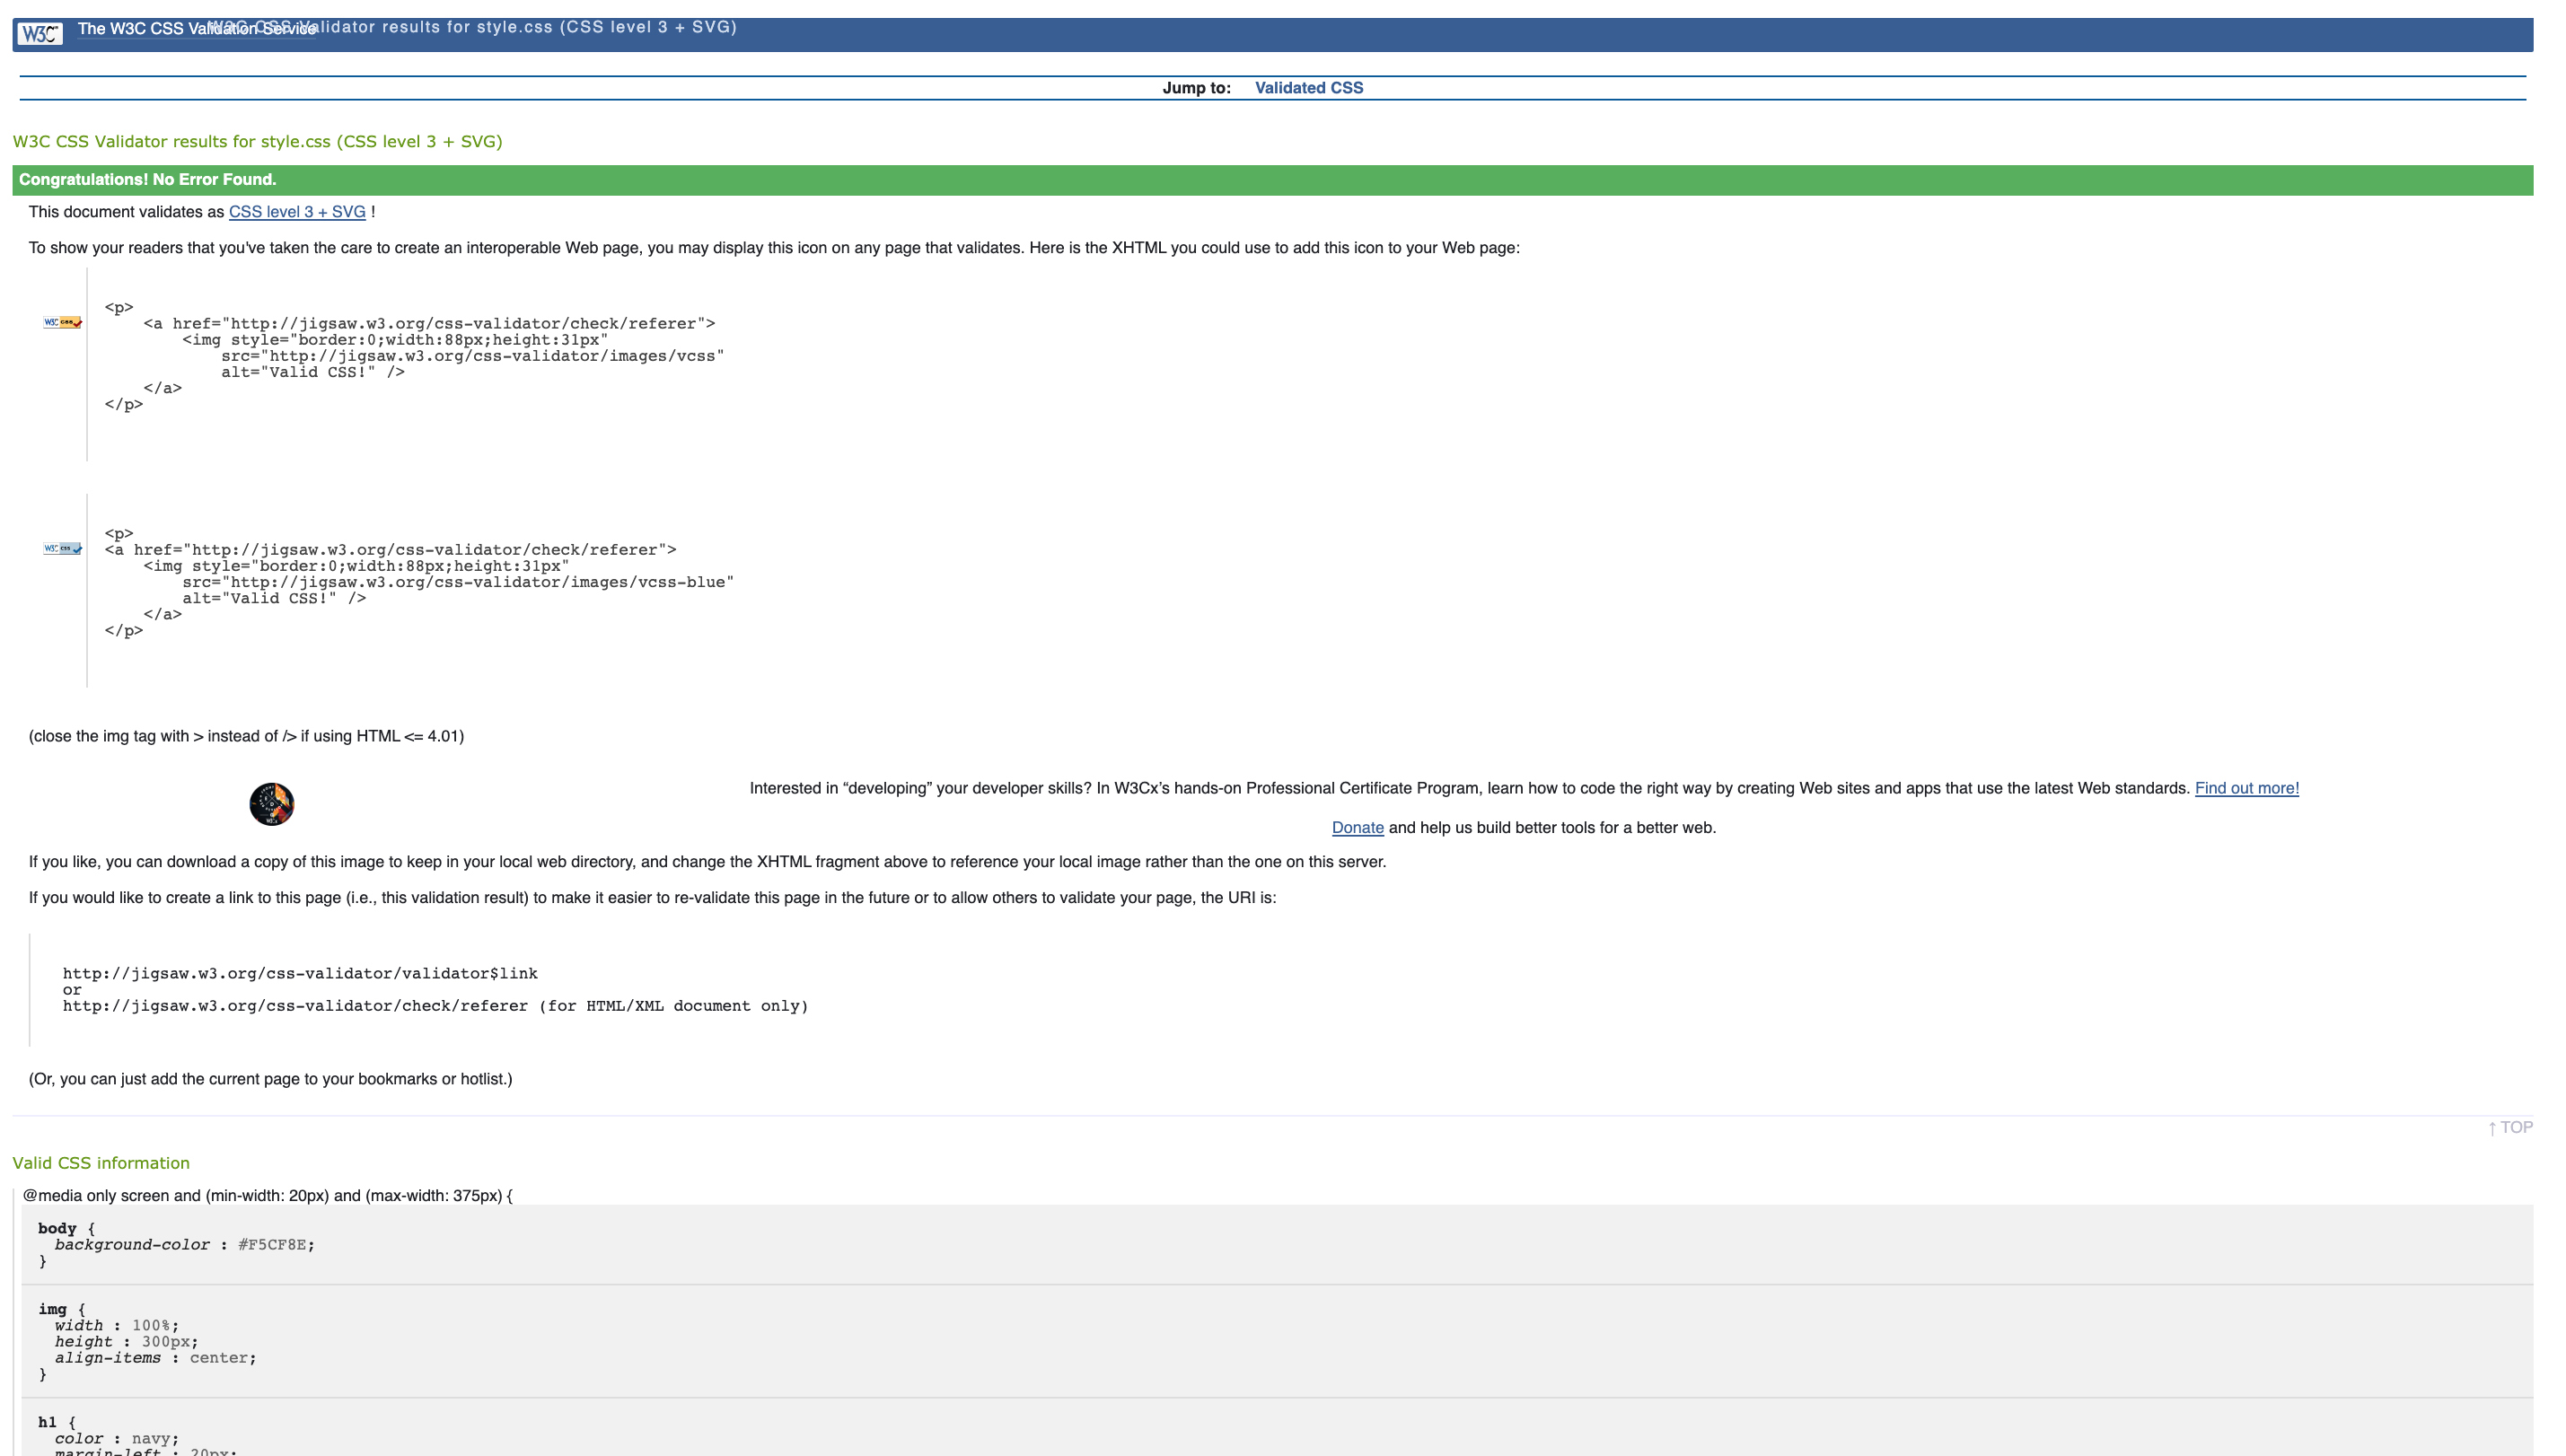 W3C The W3C CSS Validation Service W3C CSS Validator results for style.css (CSS level 3 + SVG)
Jump to: Validated CSS
W3C CSS Validator results for style.css (CSS level 3 + SVG)
Congratulations! No Error Found.
This document validates as CSS level 3 + SVG !
To show your readers that you've taken the care to create an interoperable Web page, you may display this icon on any page that validates. Here is the XHTML you could use to add this icon to your Web page:
W3C css
<p>
<a href="http://jigsaw.w3.org/css-validator/check/referer">
<img style="border:0;width:88px;height:31px"
src="http://jigsaw.w3.org/css-validator/images/vcss"
alt="Valid CSS!" />
</a>
</p>
W3C css
<p>
<a href="http://jigsaw.w3.org/css-validator/check/referer">
<img style="border:0;width:88px;height:31px"
src="http://jigsaw.w3.org/css-validator/images/vcss-blue"
alt="Valid CSS!" />
</a>
</p>
(close the img tag with > instead of /> if using HTML <= 4.01)
Interested in “developing” your developer skills? In W3Cx’s hands-on Professional Certificate Program, learn how to code the right way by creating Web sites and apps that use the latest Web standards. Find out more!
Donate and help us build better tools for a better web.
If you like, you can download a copy of this image to keep in your local web directory, and change the XHTML fragment above to reference your local image rather than the one on this server.
If you would like to create a link to this page (i.e., this validation result) to make it easier to re-validate this page in the future or to allow others to validate your page, the URI is:
http://jigsaw.w3.org/css-validator/validator$link
or
http://jigsaw.w3.org/css-validator/check/referer (for HTML/XML document only)
(Or, you can just add the current page to your bookmarks or hotlist.)
↑ TOP
Valid CSS information
@media only screen and (min-width: 20px) and (max-width: 375px) {
body {
background-color : #F5CF8E;
}
img {
width : 100%;
height : 300px;
align-items : center;
}
h1 {
color : navy;
margin-left : 20px;